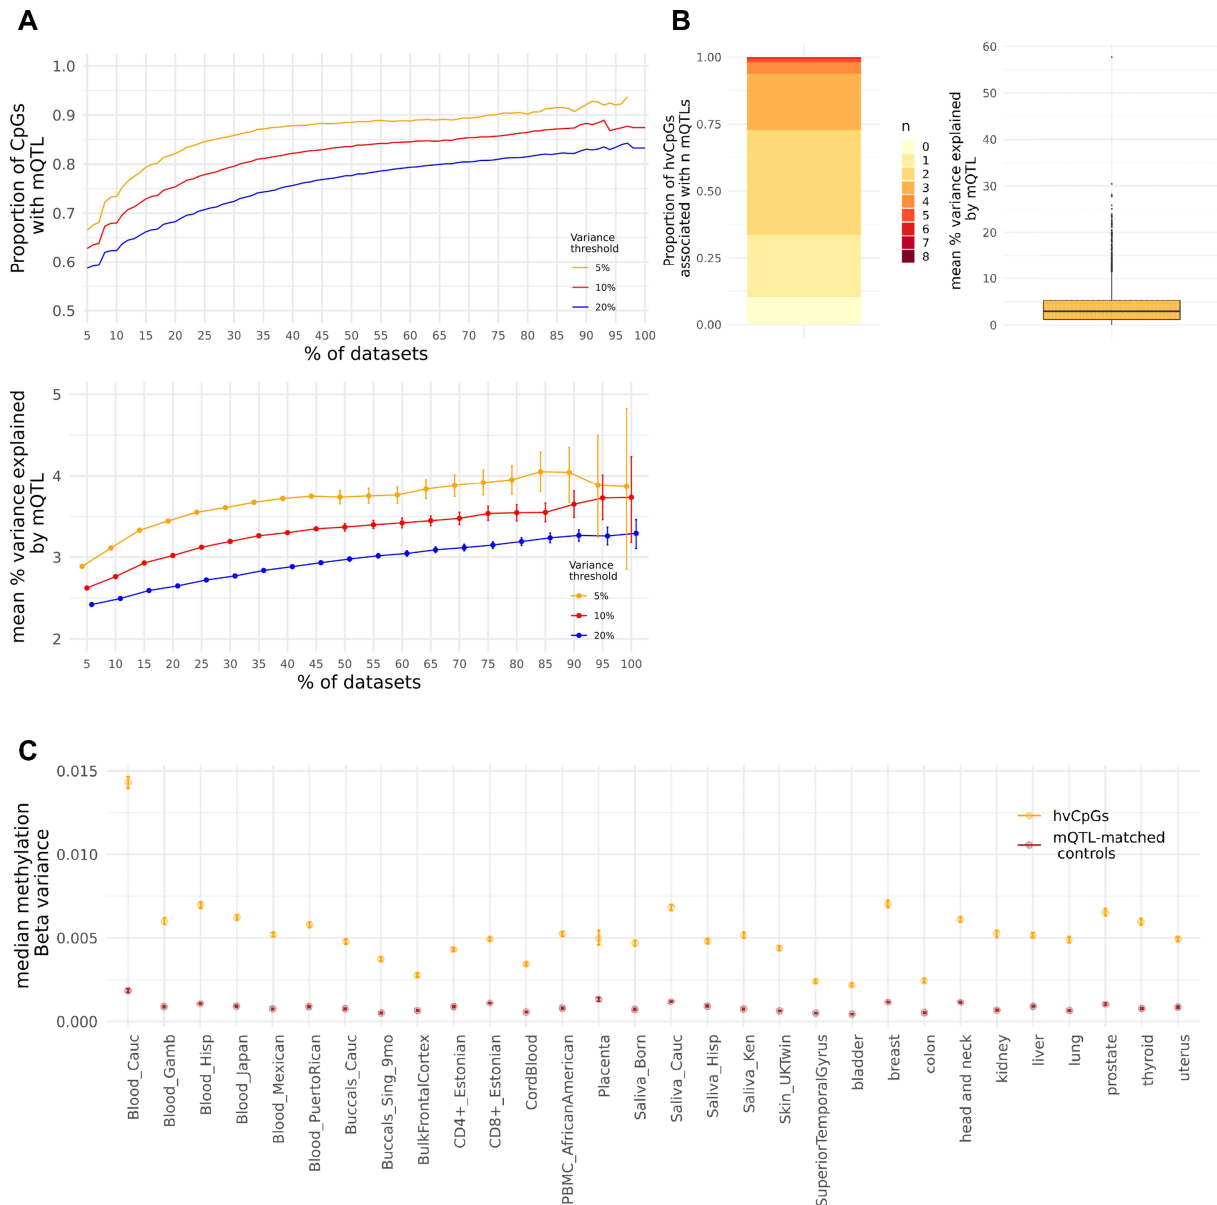 A
Proportion of CpGs
with mQTL
1.0
0.9
0.8
0.7
0.6
0.5
Variance
threshold
5%
10%
20%
5 10 15 20 25 30 35 40 45 50 55 60 65 70 75 80 85 90 95 100
% of datasets
mean % variance explained
by mQTL
5
4
3
2
Variance
threshold
5%
10%
20%
5 10 15 20 25 30 35 40 45 50 55 60 65 70 75 80 85 90 95 100
% of datasets
B
Proportion of hvCpGs
associated with n mQTLs
1.00
0.75
0.50
0.25
0.00
n
0
1
2
3
4
5
6
7
8
mean % variance explained
by mQTL
60
50
40
30
20
10
0
C
median methylation
Beta variance
0.015
0.010
0.005
0.000
hvCpGs
mQTL-matched
controls
Blood_Cauc
Blood_Gamb
Blood_Hisp
Blood_Japan
Blood_Mexican
Blood_PuertoRican
Buccals_Cauc
Buccals_Sing_9mo
BulkFrontalCortex
CD4+_Estonian
CD8+_Estonian
CordBlood
PBMC_AfricanAmerican
Placenta
Saliva_Born
Saliva_Cauc
Saliva_Hisp
Saliva_Ken
Skin_UKTwin
SuperiorTemporalGyrus
bladder
breast
colon
head and neck
kidney
liver
lung
prostate
thyroid
uterus